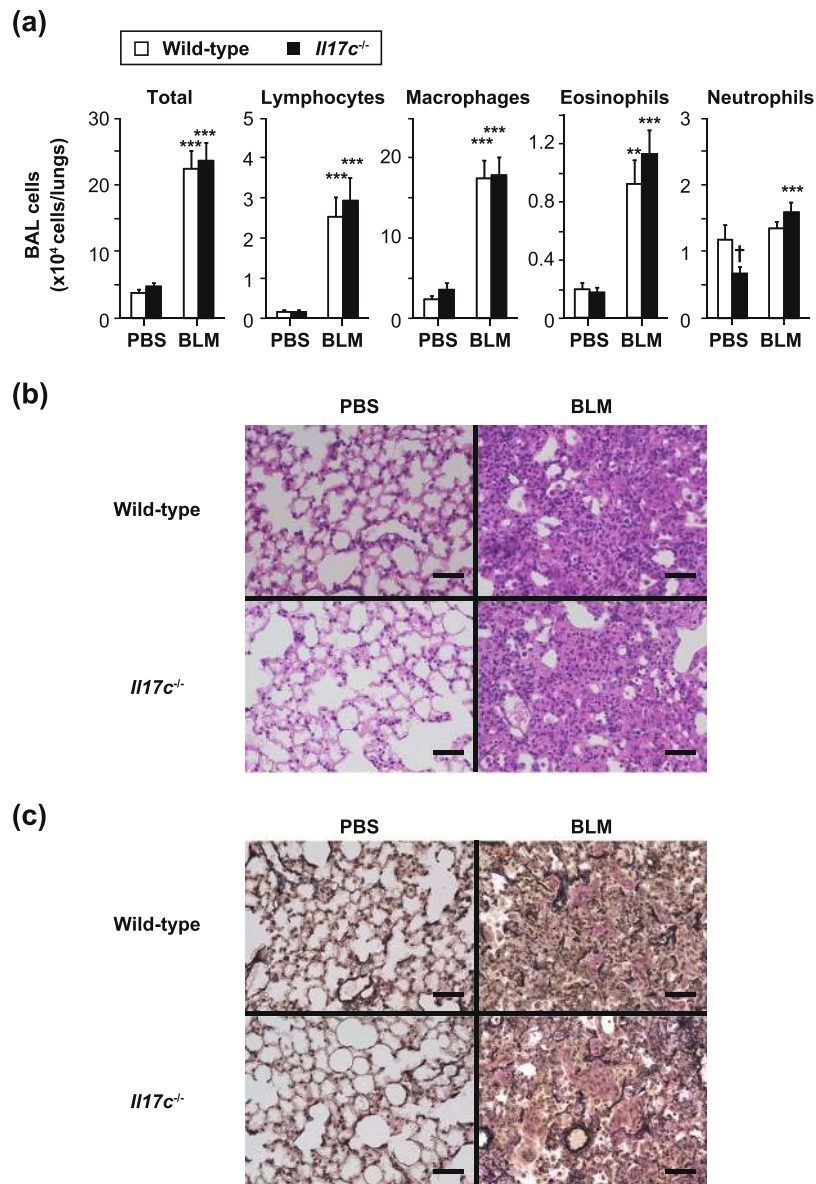 (a)
Wild-type Il17c-/-
Total Lymphocytes Macrophages Eosinophils Neutrophils
BAL cells
(x10⁴ cells/lungs)
30
20
10
0
*** ***
PBS BLM
5
4
3
2
1
0
*** ***
PBS BLM
20
10
0
*** ***
PBS BLM
1.2
0.8
0.4
0
** ***
PBS BLM
3
2
1
0
† ***
PBS BLM
(b)
PBS BLM
Wild-type
Il17c-/-
(c)
PBS BLM
Wild-type
Il17c-/-